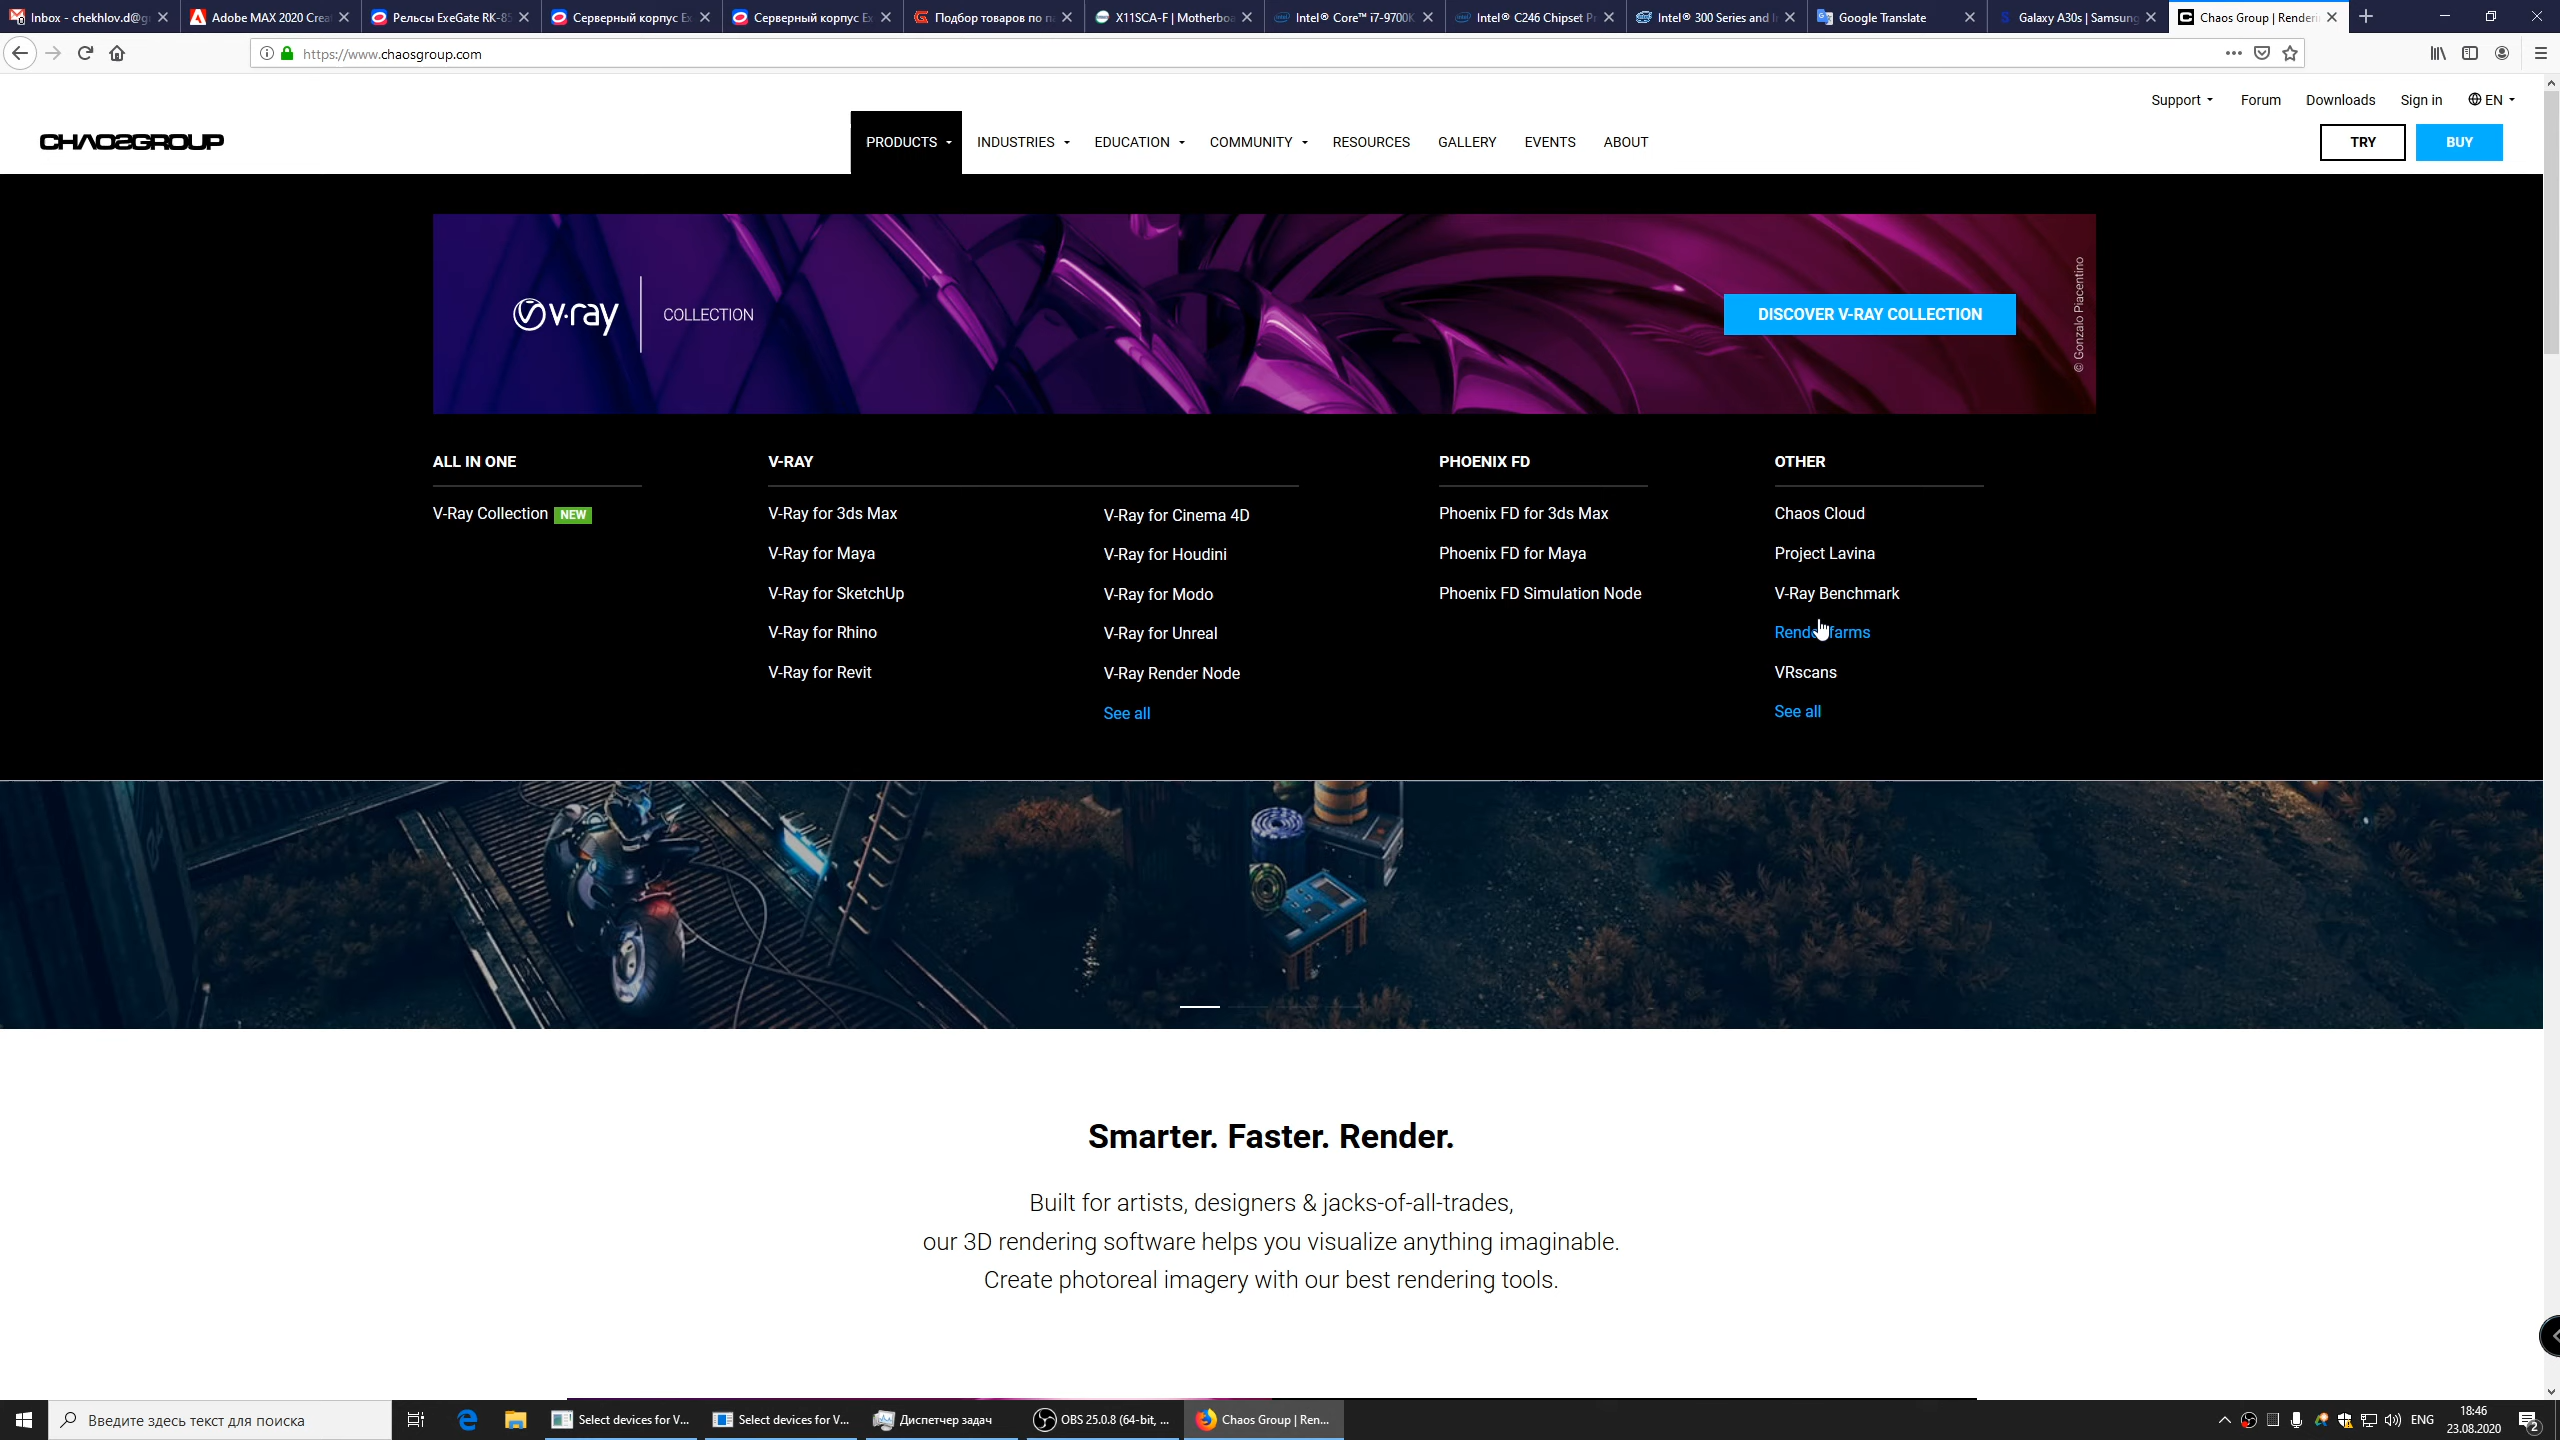 Inbox - chekhlov.d@g
Adobe MAX 2020 Crea
Рельсы ExeGate RK-85
Серверный корпус Ex
Серверный корпус Ex
Подбор товаров по п
X11SCA-F | Motherboa
Intel® Core™ i7-9700K
Intel® C246 Chipset P
Intel® 300 Series and I
Google Translate
Galaxy A30s | Samsung
Chaos Group | Renderi
https://www.chaosgroup.com
Support
Forum
Downloads
Sign in
EN
CHAOSGROUP
PRODUCTS
INDUSTRIES
EDUCATION
COMMUNITY
RESOURCES
GALLERY
EVENTS
ABOUT
TRY
BUY
v·ray
COLLECTION
DISCOVER V-RAY COLLECTION
© Gonzalo Piacentino
ALL IN ONE
V-Ray Collection NEW
V-RAY
V-Ray for 3ds Max
V-Ray for Maya
V-Ray for SketchUp
V-Ray for Rhino
V-Ray for Revit
V-Ray for Cinema 4D
V-Ray for Houdini
V-Ray for Modo
V-Ray for Unreal
V-Ray Render Node
See all
PHOENIX FD
Phoenix FD for 3ds Max
Phoenix FD for Maya
Phoenix FD Simulation Node
OTHER
Chaos Cloud
Project Lavina
V-Ray Benchmark
Render farms
VRscans
See all
Smarter. Faster. Render.
Built for artists, designers & jacks-of-all-trades,
our 3D rendering software helps you visualize anything imaginable.
Create photoreal imagery with our best rendering tools.
Введите здесь текст для поиска
Select devices for V...
Select devices for V...
Диспетчер задач
OBS 25.0.8 (64-bit, ...
Chaos Group | Ren...
ENG
18:46
23.08.2020
2